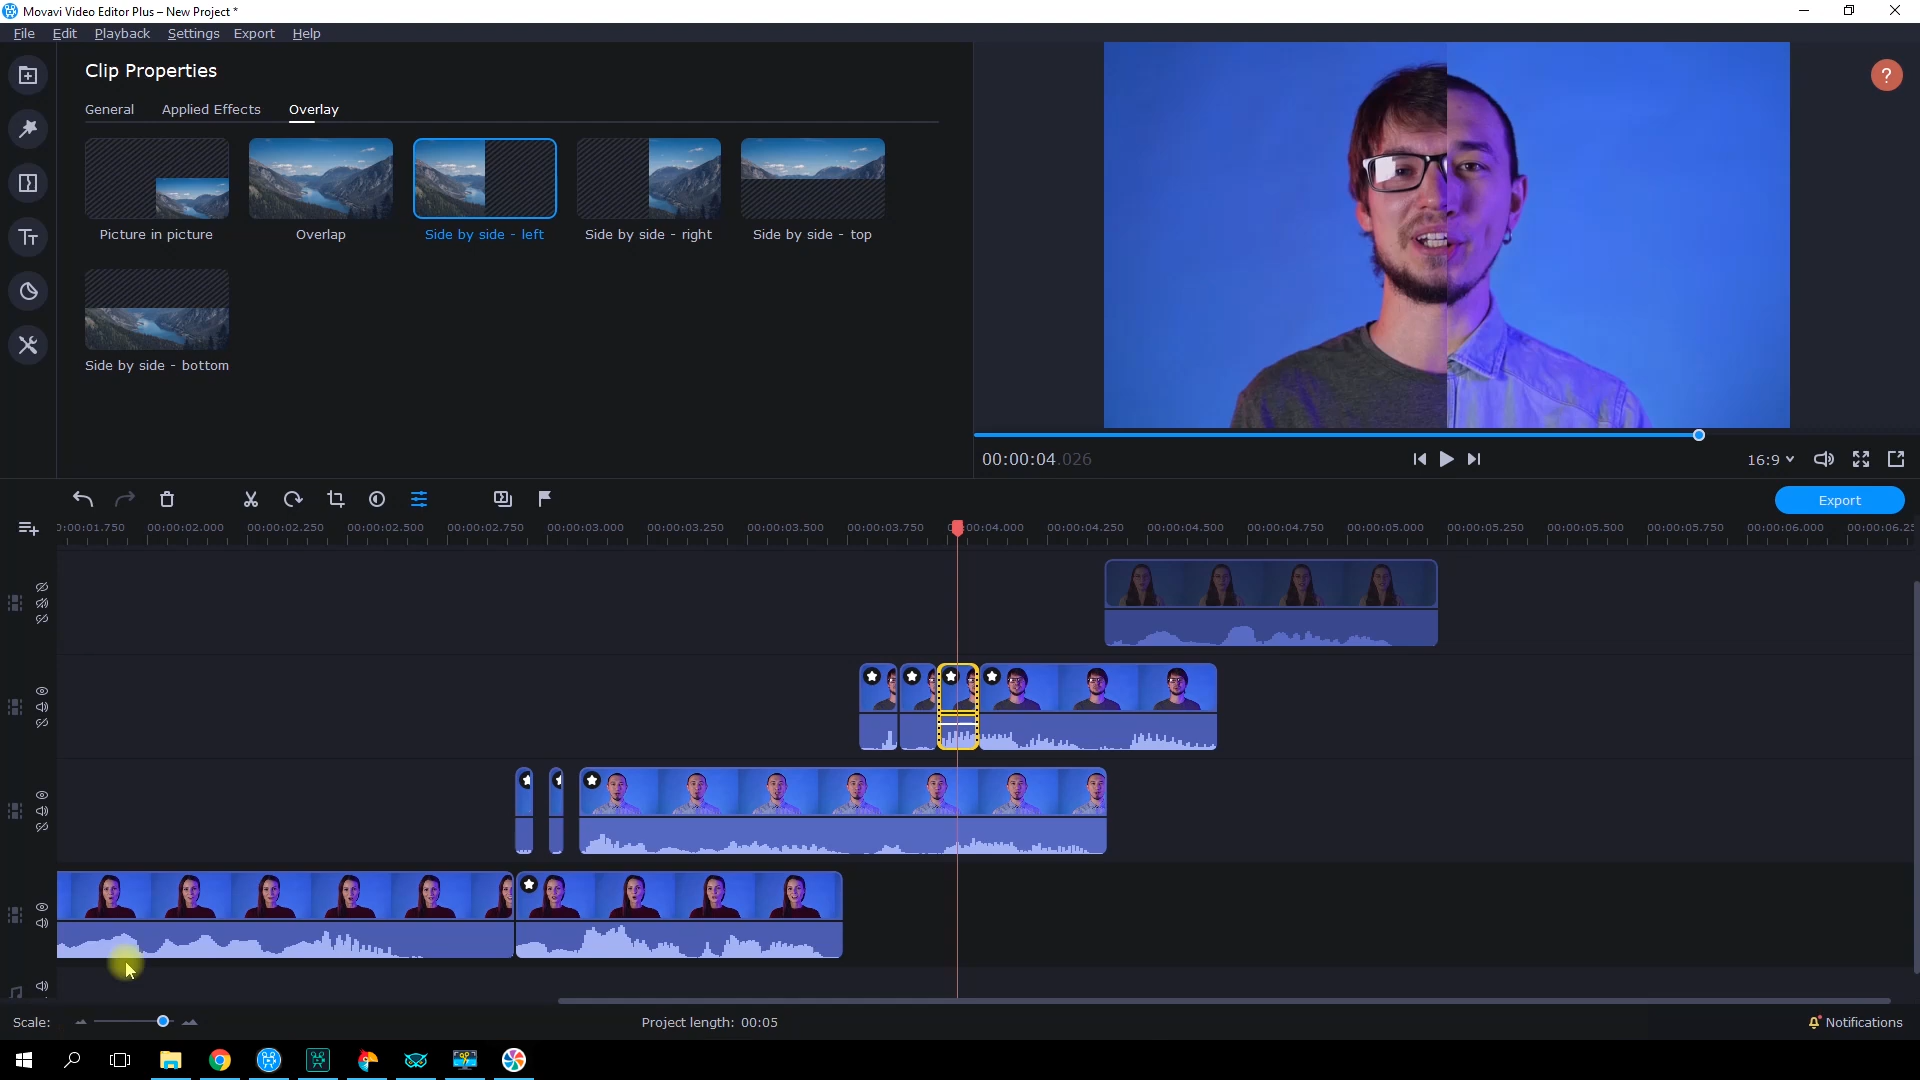 Movavi Video Editor Plus – New Project *
File Edit Playback Settings Export Help
Clip Properties
General Applied Effects Overlay
Picture in picture Overlap Side by side - left Side by side - right Side by side - top
Side by side - bottom
?
00:00:04.026
16:9
Export
00:00:02.000 00:00:02.250 00:00:02.500 00:00:02.750 00:00:03.000 00:00:03.250 00:00:03.500 00:00:03.750 00:00:04.250 00:00:04.500 00:00:04.750 00:00:05.000 00:00:05.250 00:00:05.500 00:00:05.750 00:00:06.000
Scale:
Project length: 00:05
Notifications